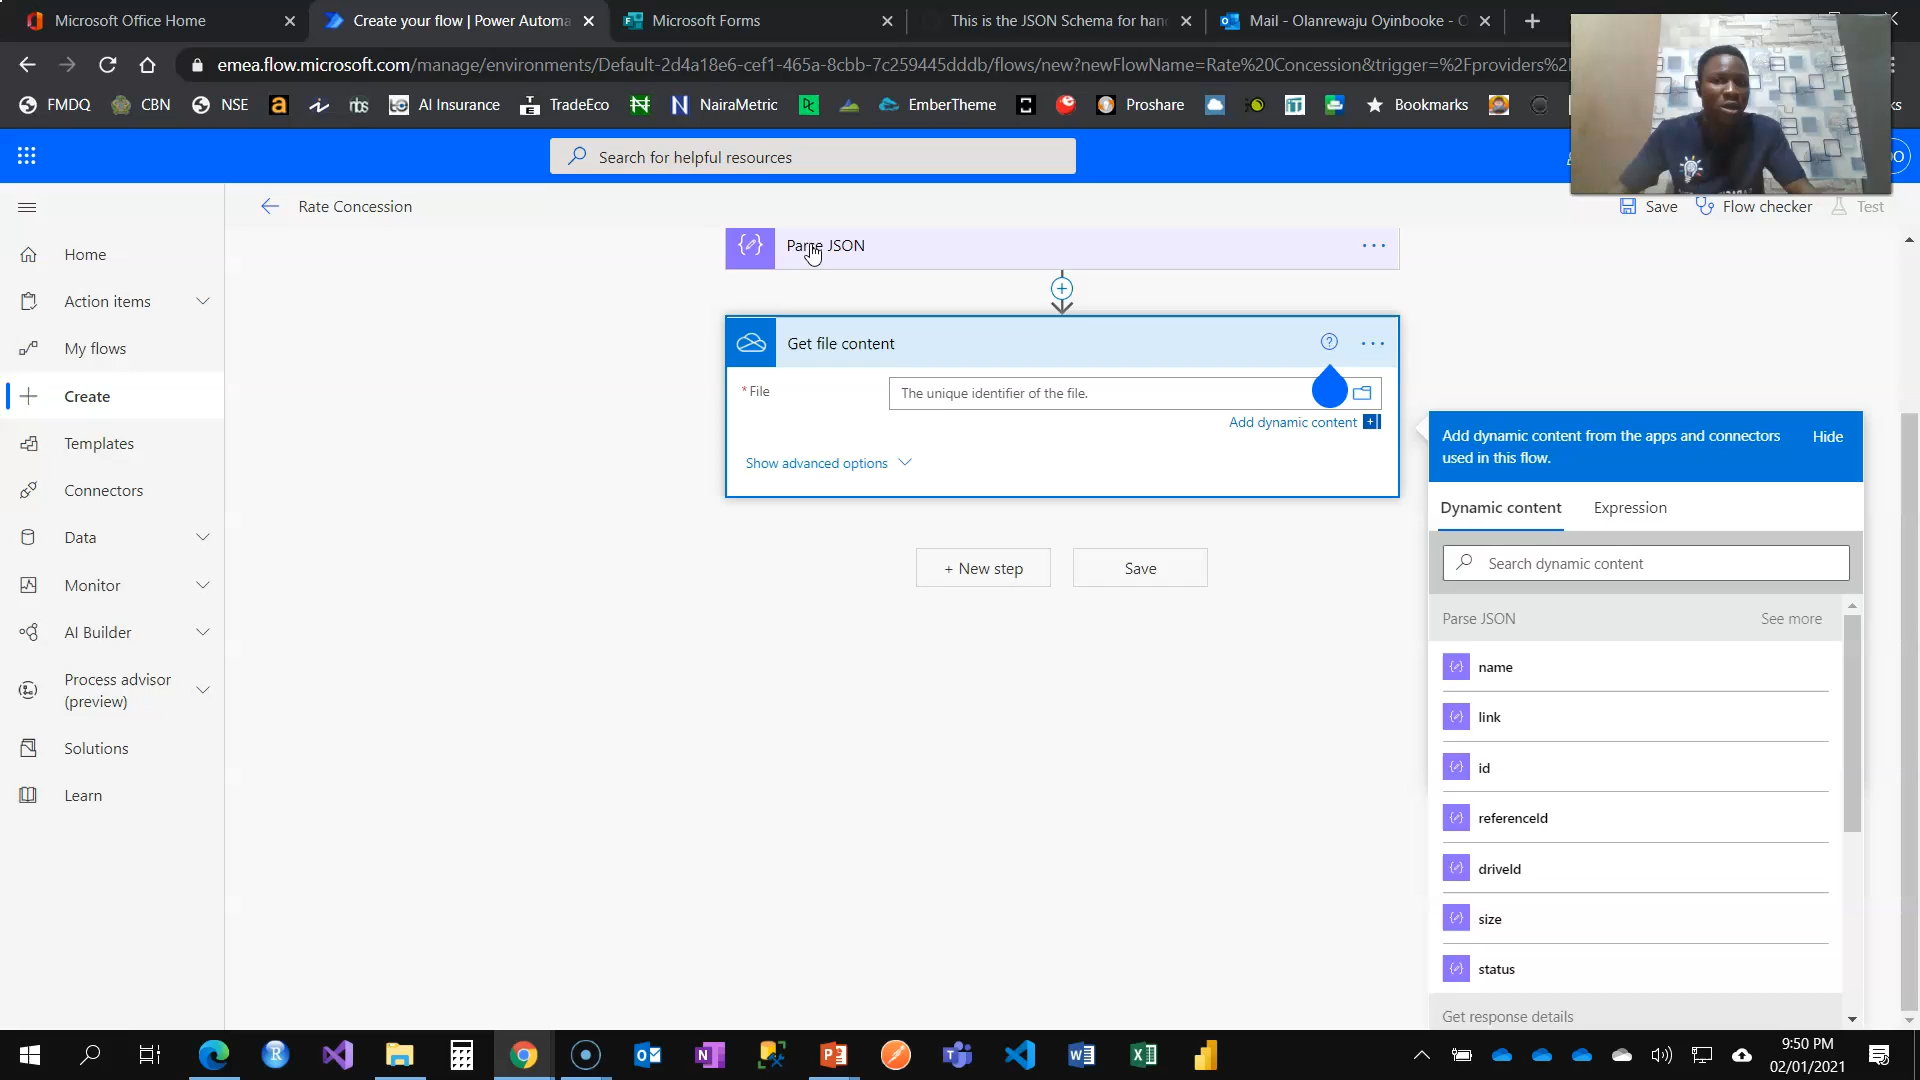 Microsoft Office Home
Create your flow | Power Automa
Microsoft Forms
This is the JSON Schema for han
Mail - Olanrewaju Oyinbooke - O
emea.flow.microsoft.com/manage/environments/Default-2d4a18e6-cef1-465a-8cbb-7c259445dddb/flows/new?newFlowName=Rate%20Concession&trigger=%2Fproviders%2
FMDQ
CBN
NSE
AI Insurance
TradeEco
NairaMetric
EmberTheme
Proshare
Bookmarks
Search for helpful resources
Rate Concession
Save
Flow checker
Test
Home
Action items
My flows
Create
Templates
Connectors
Data
Monitor
AI Builder
Process advisor
(preview)
Solutions
Learn
Parse JSON
Get file content
* File
The unique identifier of the file.
Add dynamic content
Show advanced options
+ New step
Save
Add dynamic content from the apps and connectors
used in this flow.
Hide
Dynamic content
Expression
Search dynamic content
Parse JSON
See more
name
link
id
referenceId
driveId
size
status
Get response details
9:50 PM
02/01/2021